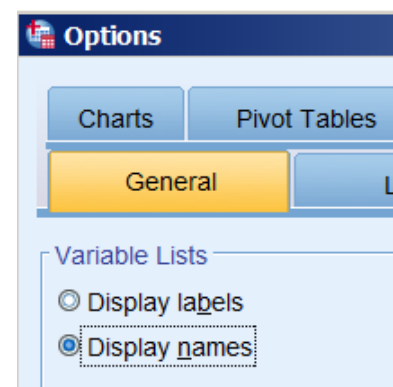 Options
Charts Pivot Tables
General L
Variable Lists
Display labels
Display names